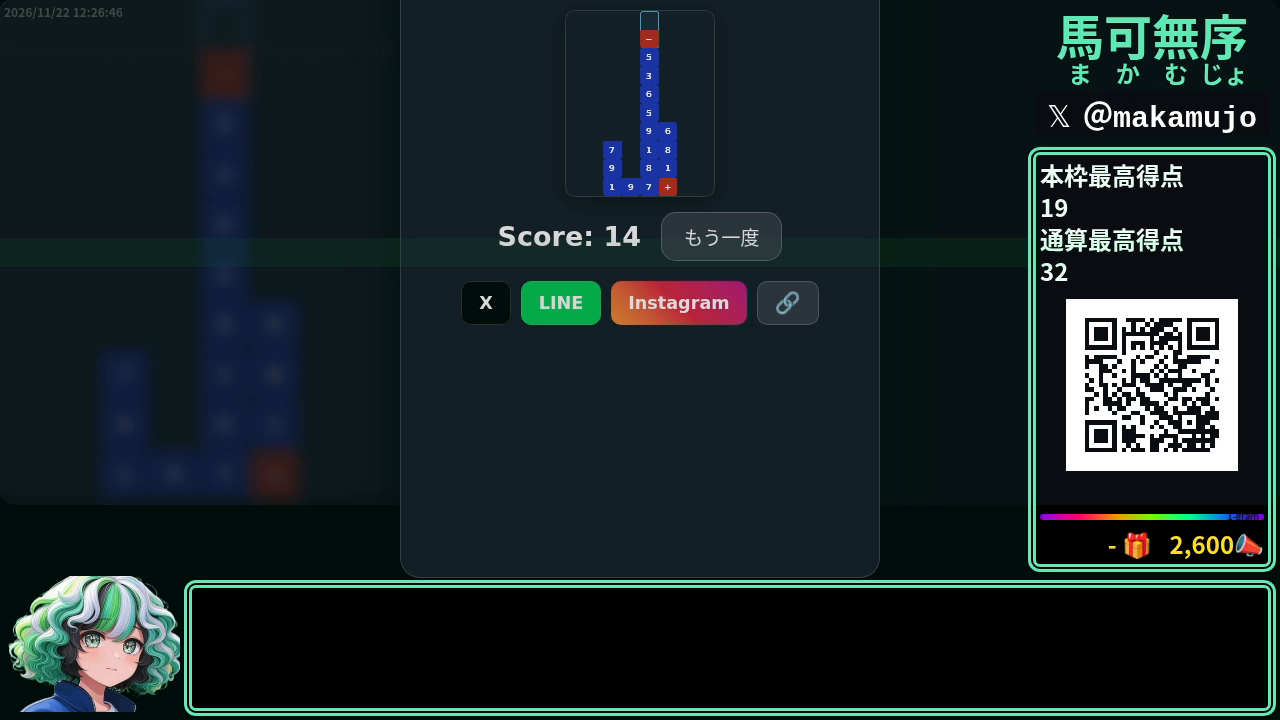 2026/11/22 12:26:46
−
5
3
6
5
9 6
7 1 8
9 8 1
1 9 7 +
Score: 14 もう一度
X LINE Instagram 🔗
馬可無序
まかむじょ
𝕏 @makamujo
本枠最高得点
19
通算最高得点
32
- 🎁 2,600📣